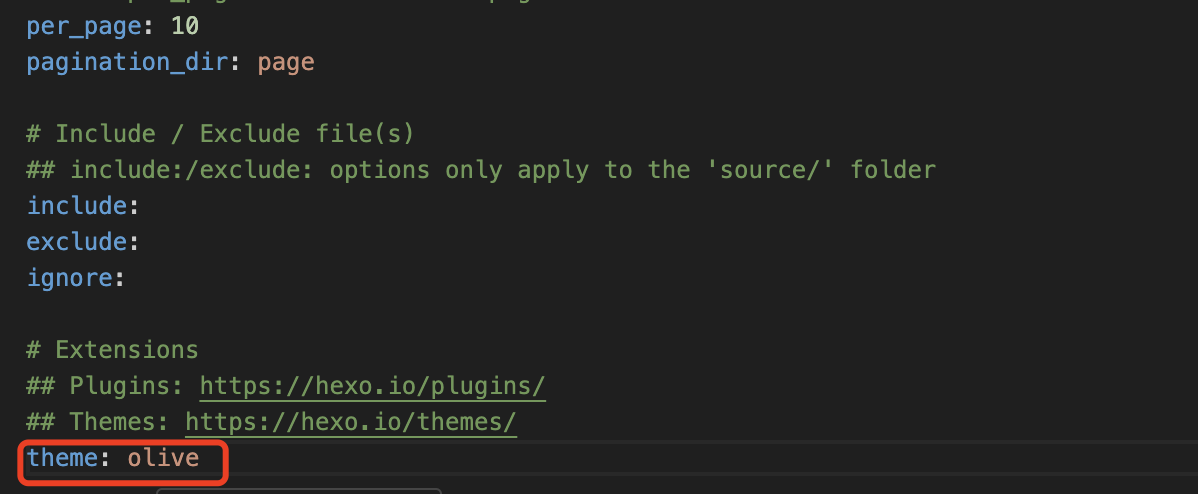 per_page: 10
pagination_dir: page
# Include / Exclude file(s)
## include:/exclude: options only apply to the 'source/' folder
include:
exclude:
ignore:
# Extensions
## Plugins: https://hexo.io/plugins/
## Themes: https://hexo.io/themes/
theme: olive